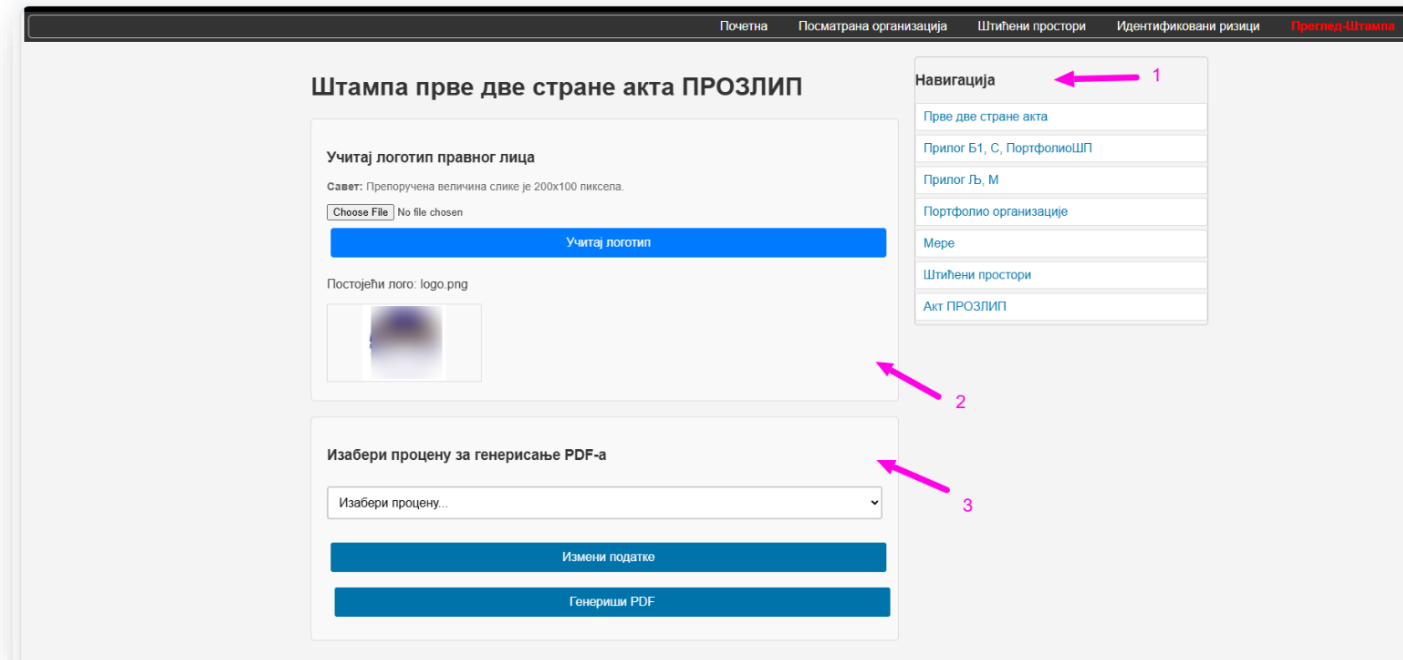 Почетна Посматрана организација Штићени простори Идентификовани ризици Преглед-Штампа
Штампа прве две стране акта ПРОЗЛИП
Учитај логотип правног лица
Савет: Препоручена величина слике је 200x100 пиксела.
Choose File No file chosen
Учитај логотип
Постојећи лого: logo.png
2
Изабери процену за генерисање PDF-а
3
Изабери процену...
Измени податке
Генериши PDF
Навигација
1
Прве две стране акта
Прилог Б1, С, ПортфолиоШП
Прилог Љ, М
Портфолио организације
Мере
Штићени простори
Акт ПРОЗЛИП